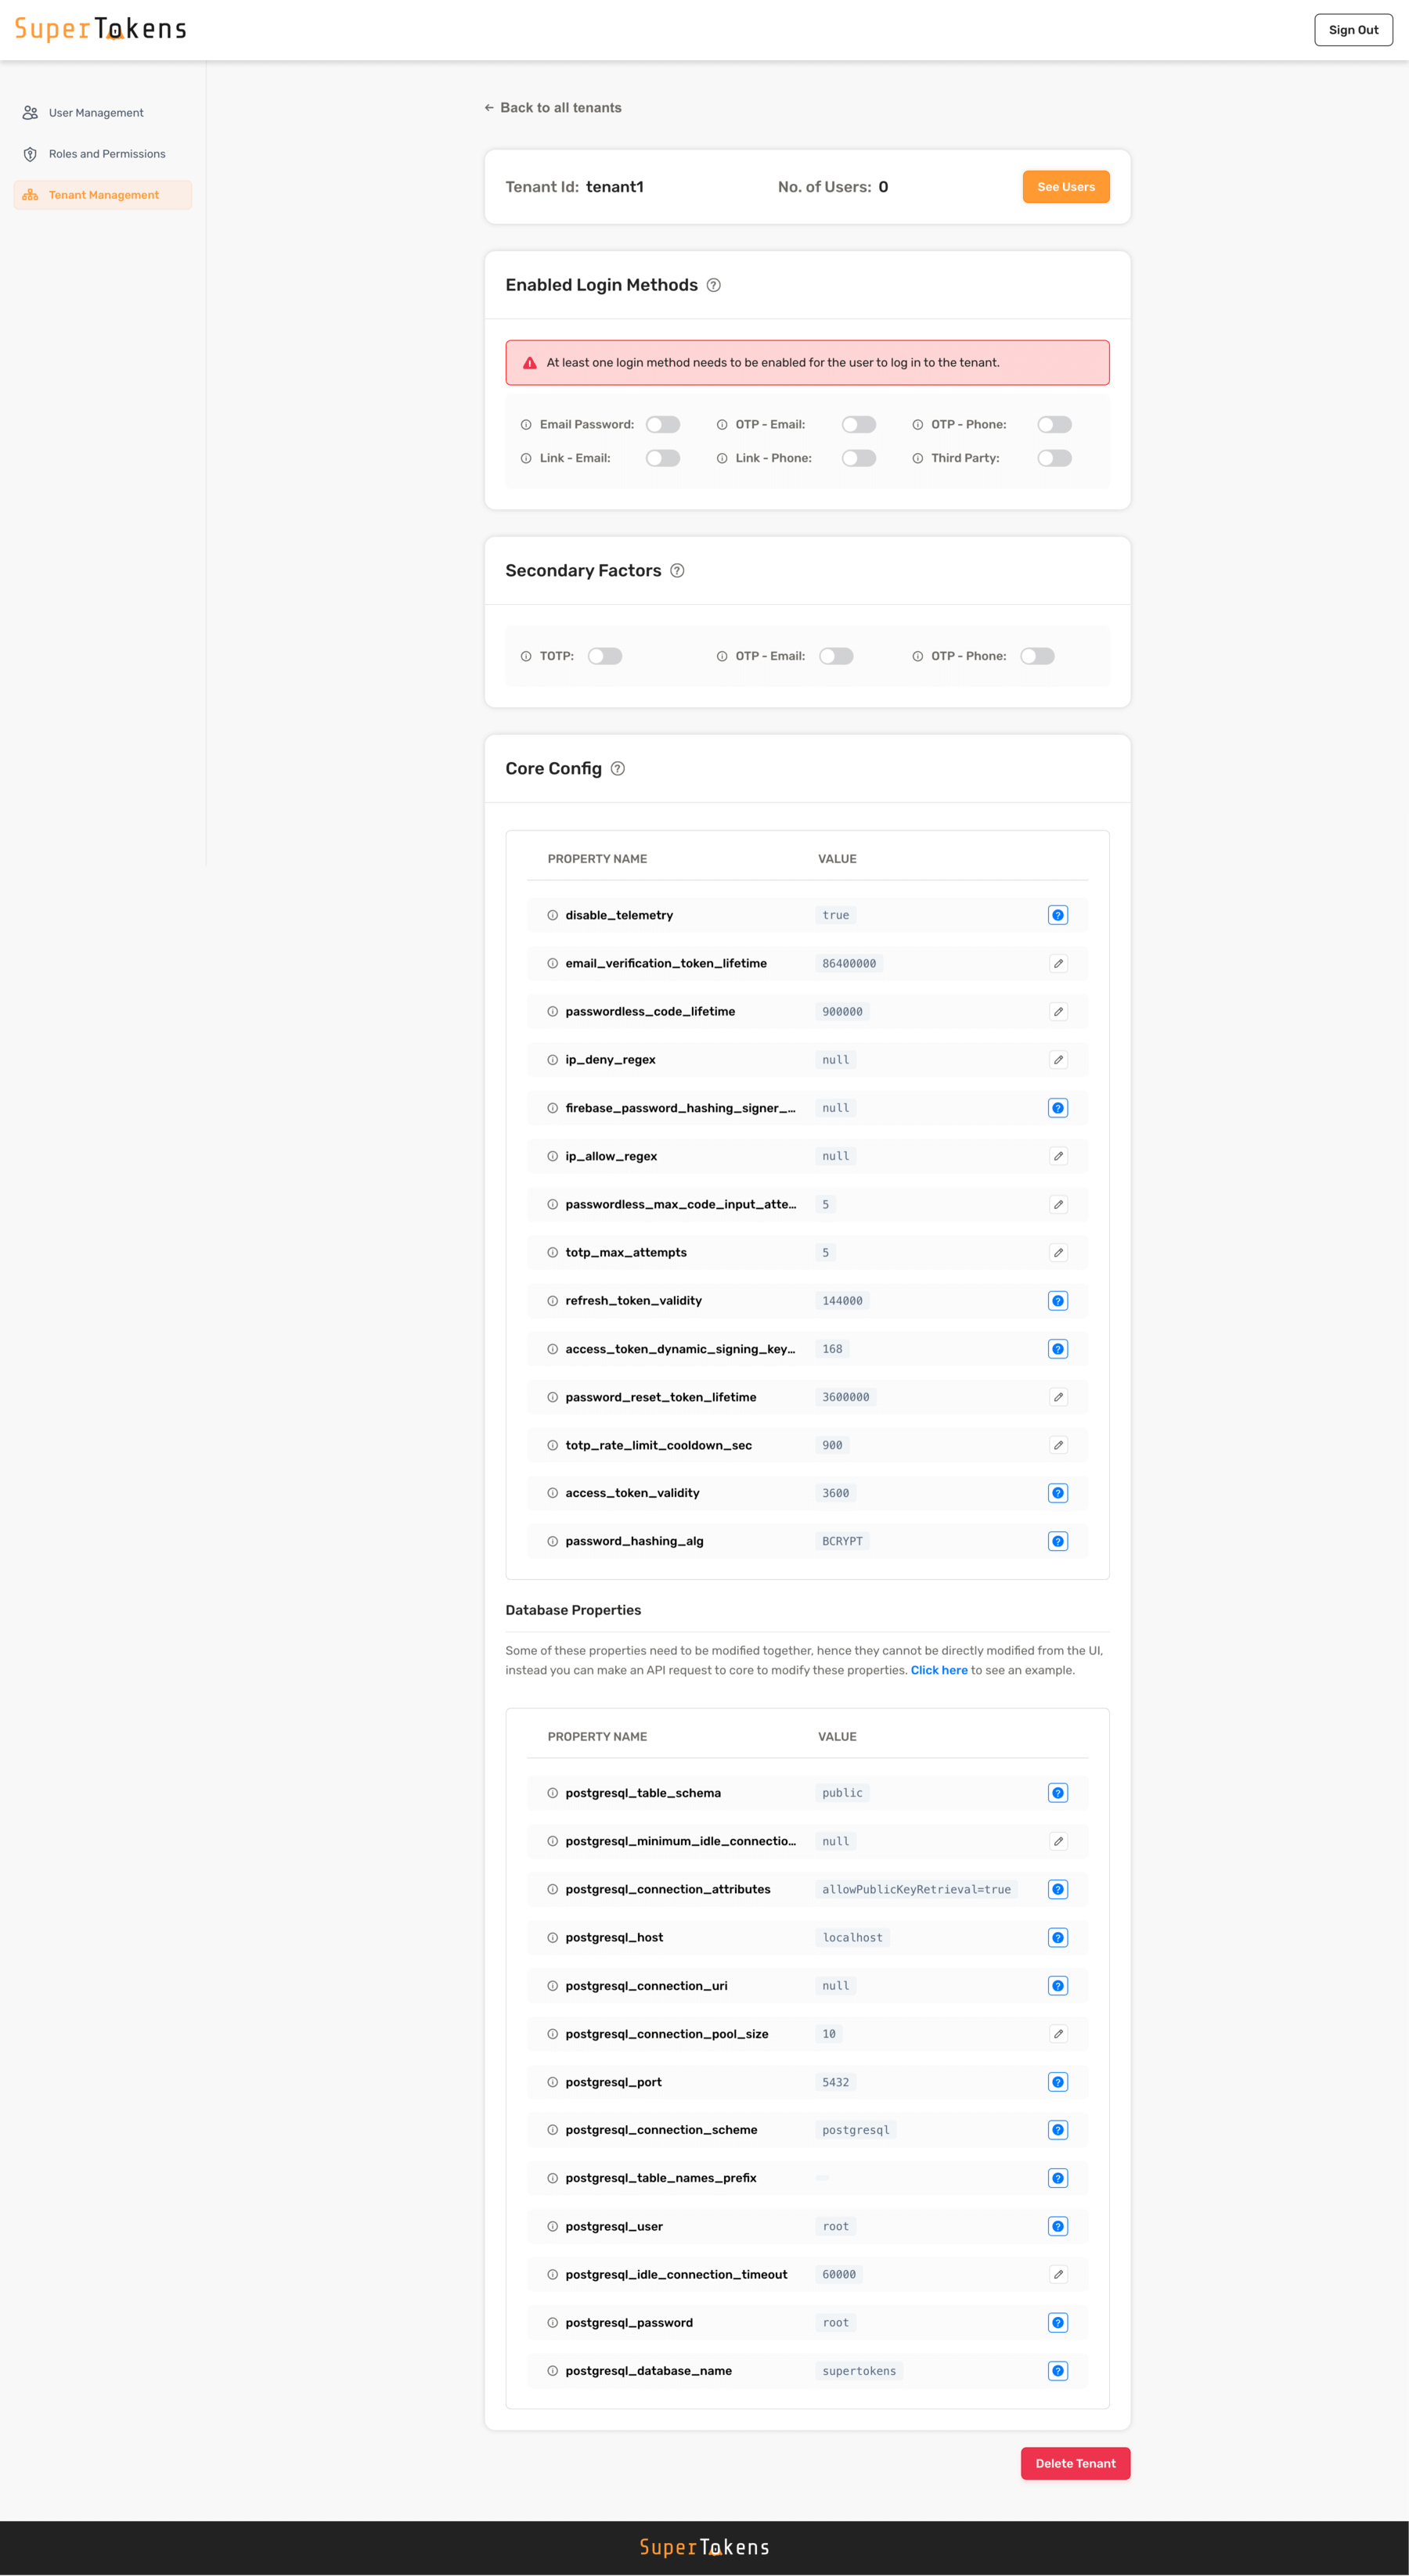 SuperTokens
Sign Out
User Management
Roles and Permissions
Tenant Management
← Back to all tenants
Tenant Id: tenant1 No. of Users: 0 See Users
Enabled Login Methods
At least one login method needs to be enabled for the user to log in to the tenant.
Email Password: OTP - Email: OTP - Phone:
Link - Email: Link - Phone: Third Party:
Secondary Factors
TOTP: OTP - Email: OTP - Phone:
Core Config
PROPERTY NAME VALUE
disable_telemetry true
email_verification_token_lifetime 86400000
passwordless_code_lifetime 900000
ip_deny_regex null
firebase_password_hashing_signer_... null
ip_allow_regex null
passwordless_max_code_input_atte... 5
totp_max_attempts 5
refresh_token_validity 144000
access_token_dynamic_signing_key... 168
password_reset_token_lifetime 3600000
totp_rate_limit_cooldown_sec 900
access_token_validity 3600
password_hashing_alg BCRYPT
Database Properties
Some of these properties need to be modified together, hence they cannot be directly modified from the UI,
instead you can make an API request to core to modify these properties. Click here to see an example.
PROPERTY NAME VALUE
postgresql_table_schema public
postgresql_minimum_idle_connectio... null
postgresql_connection_attributes allowPublicKeyRetrieval=true
postgresql_host localhost
postgresql_connection_uri null
postgresql_connection_pool_size 10
postgresql_port 5432
postgresql_connection_scheme postgresql
postgresql_table_names_prefix
postgresql_user root
postgresql_idle_connection_timeout 60000
postgresql_password root
postgresql_database_name supertokens
Delete Tenant
SuperTokens